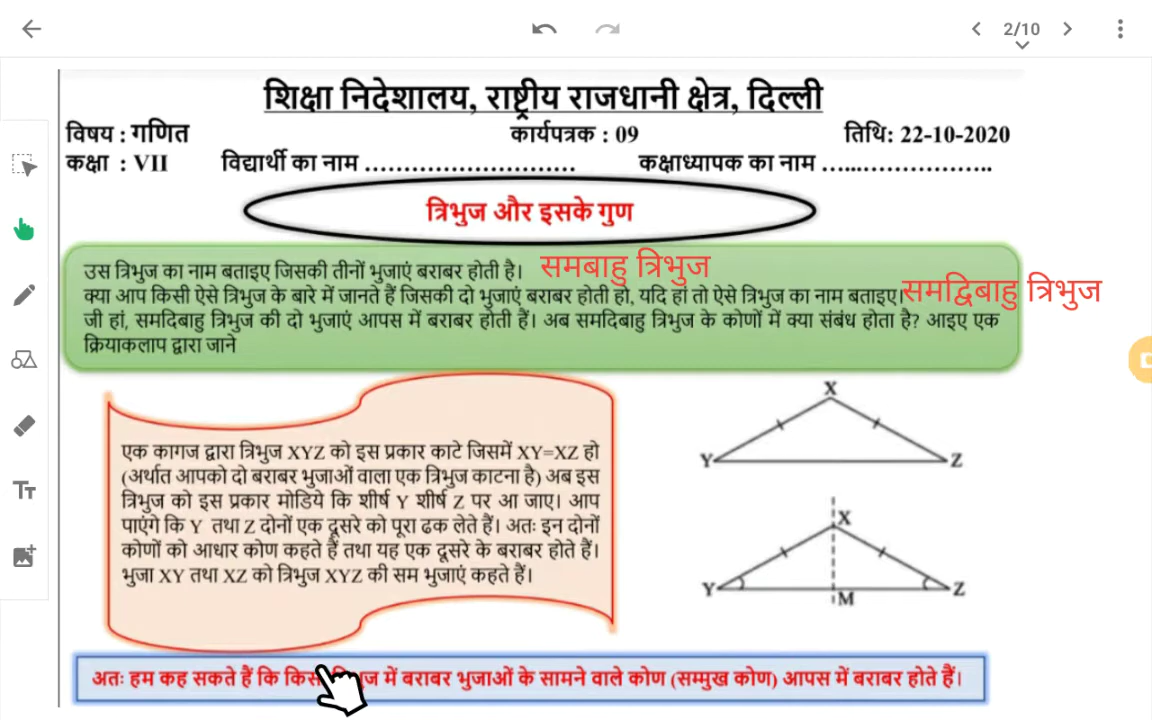 2/10
शिक्षा निदेशालय, राष्ट्रीय राजधानी क्षेत्र, दिल्ली
विषय : गणित कार्यपत्रक : 09 तिथि: 22-10-2020
कक्षा : VII विद्यार्थी का नाम ............................ कक्षाध्यापक का नाम ........................
त्रिभुज और इसके गुण
उस त्रिभुज का नाम बताइए जिसकी तीनों भुजाएं बराबर होती है। समबाहु त्रिभुज
क्या आप किसी ऐसे त्रिभुज के बारे में जानते हैं जिसकी दो भुजाएं बराबर होती हो, यदि हां तो ऐसे त्रिभुज का नाम बताइए। समद्विबाहु त्रिभुज
जी हां, समदिबाहु त्रिभुज की दो भुजाएं आपस में बराबर होती हैं। अब समदिबाहु त्रिभुज के कोणों में क्या संबंध होता है? आइए एक
क्रियाकलाप द्वारा जाने
एक कागज द्वारा त्रिभुज XYZ को इस प्रकार काटे जिसमें XY=XZ हो
(अर्थात आपको दो बराबर भुजाओं वाला एक त्रिभुज काटना है) अब इस
त्रिभुज को इस प्रकार मोडिये कि शीर्ष Y शीर्ष Z पर आ जाए। आप
पाएंगे कि Y तथा Z दोनों एक दूसरे को पूरा ढक लेते हैं। अतः इन दोनों
कोणों को आधार कोण कहते हैं तथा यह एक दूसरे के बराबर होते हैं।
भुजा XY तथा XZ को त्रिभुज XYZ की सम भुजाएं कहते हैं।
X
Y Z
X
Y M Z
अतः हम कह सकते हैं कि में बराबर भुजाओं के सामने वाले कोण (सम्मुख कोण) आपस में बराबर होते हैं।
Tт